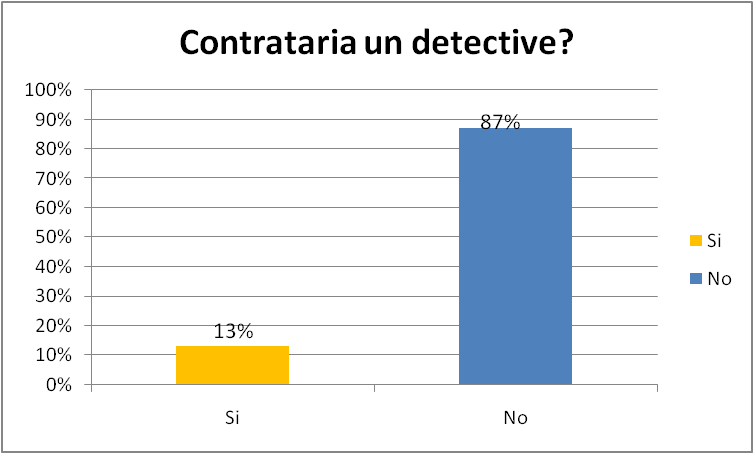 Contrataria un detective?
100%
90%
80%
70%
60%
50%
40%
30%
20%
10%
0%
13%
87%
Si
No
Si
No